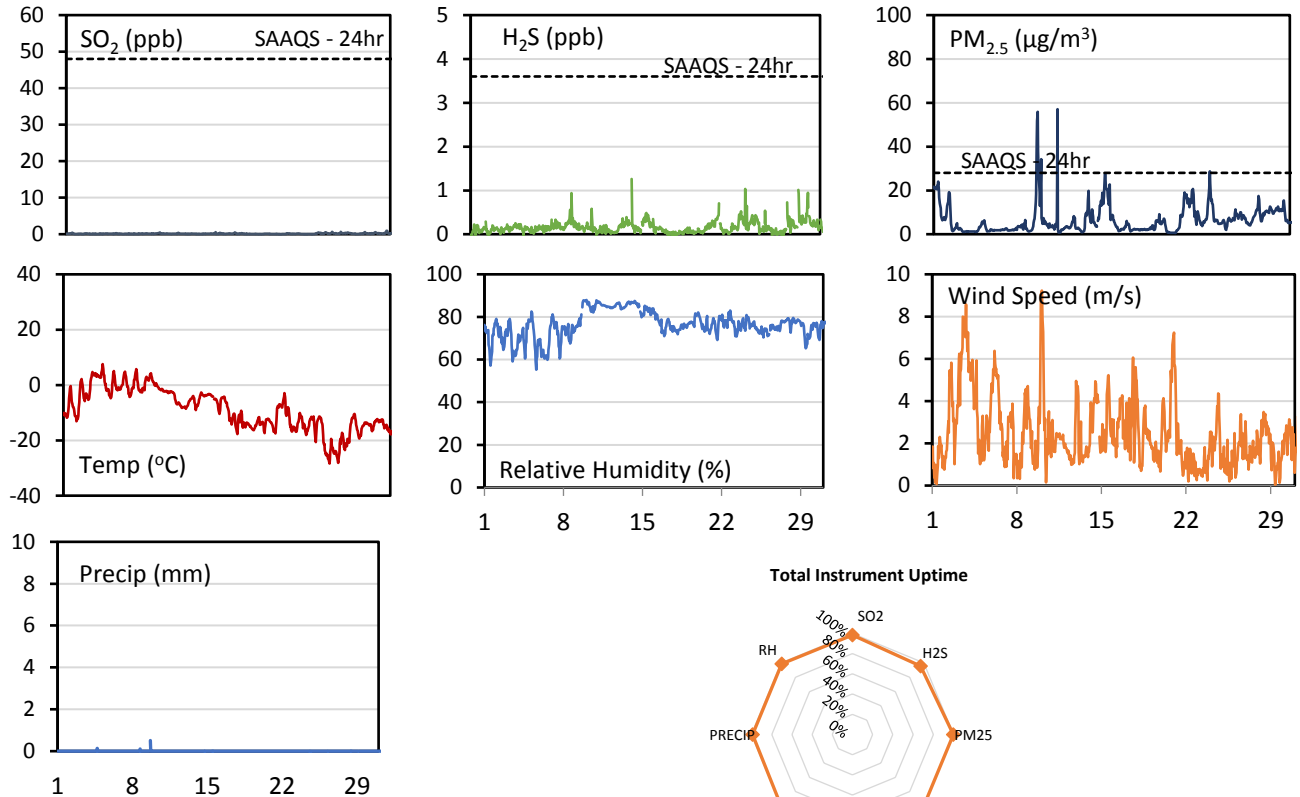 60
50
40
30
20
10
0
SO2 (ppb)
SAAQS - 24hr
5
4
3
2
1
0
H2S (ppb)
SAAQS - 24hr
100
80
60
40
20
0
PM2.5 (µg/m3)
SAAQS - 24hr
40
20
0
-20
-40
Temp (oC)
100
80
60
40
20
0
Relative Humidity (%)
1 8 15 22 29
10
8
6
4
2
0
Wind Speed (m/s)
1 8 15 22 29
10
8
6
4
2
0
Precip (mm)
1 8 15 22 29
Total Instrument Uptime
100%
80%
60%
40%
20%
0%
SO2
H2S
PM25
RH
PRECIP